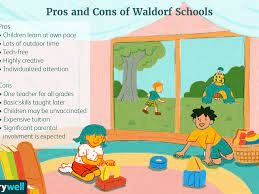 Pros and Cons of Waldorf Schools
Pros
• Children learn at own pace
• Lots of outdoor time
• Tech-free
• Highly creative
• Individualized attention
Cons
• One teacher for all grades
• Basic skills taught later
• Children may be unvaccinated
• Expensive tuition
• Significant parental
involvement is expected
rywell